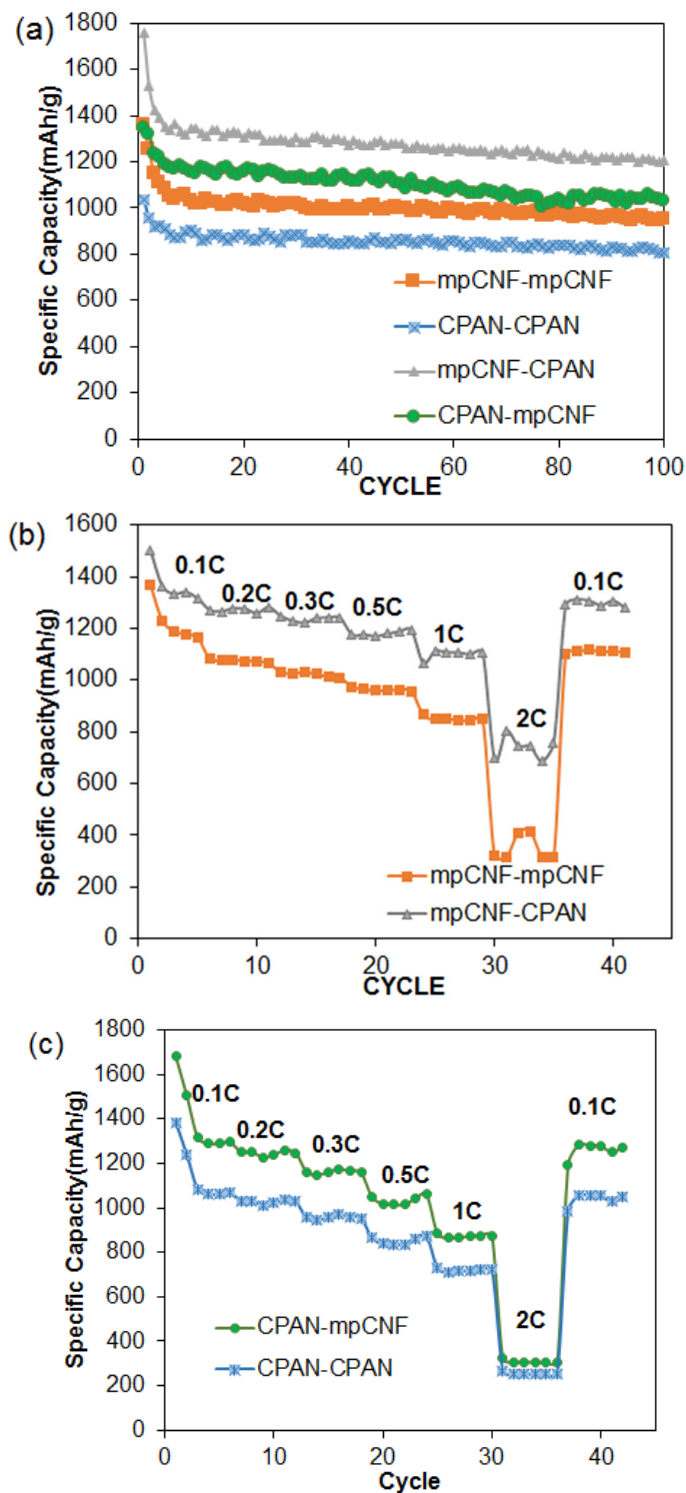 (a)
1800
1600
1400
1200
1000
800
600
400
200
0
Specific Capacity(mAh/g)
mpCNF-mpCNF
CPAN-CPAN
mpCNF-CPAN
CPAN-mpCNF
0 20 40 60 80 100
CYCLE
(b)
1600
1400
1200
1000
800
600
400
200
0
Specific Capacity(mAh/g)
0.1C
0.2C
0.3C
0.5C
1C
2C
0.1C
mpCNF-mpCNF
mpCNF-CPAN
0 10 20 30 40
CYCLE
(c)
1800
1600
1400
1200
1000
800
600
400
200
0
Specific Capacity(mAh/g)
0.1C
0.2C
0.3C
0.5C
1C
2C
0.1C
CPAN-mpCNF
CPAN-CPAN
0 10 20 30 40
Cycle